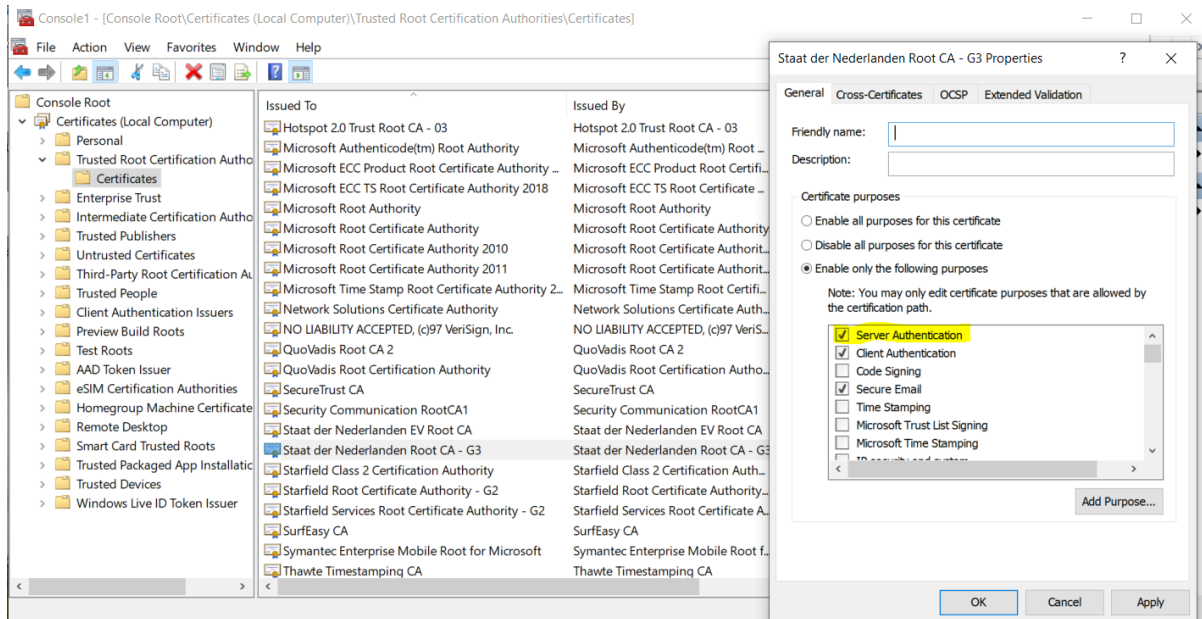 Console1 - [Console Root\Certificates (Local Computer)\Trusted Root Certification Authorities\Certificates]
File Action View Favorites Window Help
Console Root
Certificates (Local Computer)
Personal
Trusted Root Certification Autho
Certificates
Enterprise Trust
Intermediate Certification Autho
Trusted Publishers
Untrusted Certificates
Third-Party Root Certification Au
Trusted People
Client Authentication Issuers
Preview Build Roots
Test Roots
AAD Token Issuer
eSIM Certification Authorities
Homegroup Machine Certificate
Remote Desktop
Smart Card Trusted Roots
Trusted Packaged App Installatic
Trusted Devices
Windows Live ID Token Issuer
Issued To Issued By
Hotspot 2.0 Trust Root CA - 03 Hotspot 2.0 Trust Root CA - 03
Microsoft Authenticode(tm) Root Authority Microsoft Authenticode(tm) Root ...
Microsoft ECC Product Root Certificate Authority ... Microsoft ECC Product Root Certifi...
Microsoft ECC TS Root Certificate Authority 2018 Microsoft ECC TS Root Certificate ...
Microsoft Root Authority Microsoft Root Authority
Microsoft Root Certificate Authority Microsoft Root Certificate Authority
Microsoft Root Certificate Authority 2010 Microsoft Root Certificate Authorit...
Microsoft Root Certificate Authority 2011 Microsoft Root Certificate Authorit...
Microsoft Time Stamp Root Certificate Authority 2... Microsoft Time Stamp Root Certifi...
Network Solutions Certificate Authority Network Solutions Certificate Auth...
NO LIABILITY ACCEPTED, (c)97 VeriSign, Inc. NO LIABILITY ACCEPTED, (c)97 VeriS...
QuoVadis Root CA 2 QuoVadis Root CA 2
QuoVadis Root Certification Authority QuoVadis Root Certification Autho...
SecureTrust CA SecureTrust CA
Security Communication RootCA1 Security Communication RootCA1
Staat der Nederlanden EV Root CA Staat der Nederlanden EV Root CA
Staat der Nederlanden Root CA - G3 Staat der Nederlanden Root CA - G3
Starfield Class 2 Certification Authority Starfield Class 2 Certification Auth...
Starfield Root Certificate Authority - G2 Starfield Root Certificate Authority...
Starfield Services Root Certificate Authority - G2 Starfield Services Root Certificate A...
SurfEasy CA SurfEasy CA
Symantec Enterprise Mobile Root for Microsoft Symantec Enterprise Mobile Root f...
Thawte Timestamping CA Thawte Timestamping CA
Staat der Nederlanden Root CA - G3 Properties
General Cross-Certificates OCSP Extended Validation
Friendly name:
Description:
Certificate purposes
Enable all purposes for this certificate
Disable all purposes for this certificate
Enable only the following purposes
Note: You may only edit certificate purposes that are allowed by
the certification path.
Server Authentication
Client Authentication
Code Signing
Secure Email
Time Stamping
Microsoft Trust List Signing
Microsoft Time Stamping
Add Purpose...
OK Cancel Apply